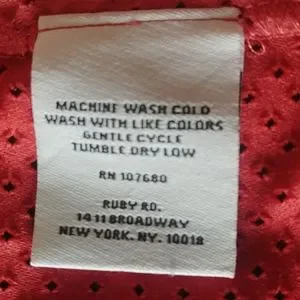 MACHINE WASH COLD
WASH WITH LIKE COLORS
GENTLE CYCLE
TUMBLE DRY LOW
RN 107680
RUBY RD.
1411 BROADWAY
NEW YORK. NY. 10018